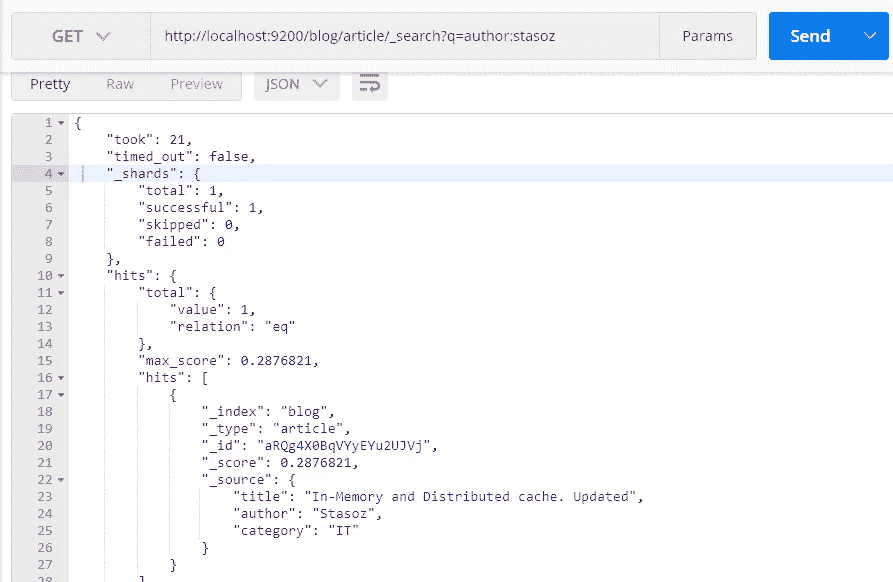 GET http://localhost:9200/blog/article/_search?q=author:stasoz Params Send
Pretty Raw Preview JSON
1 {
2 "took": 21,
3 "timed_out": false,
4 "_shards": {
5 "total": 1,
6 "successful": 1,
7 "skipped": 0,
8 "failed": 0
9 },
10 "hits": {
11 "total": {
12 "value": 1,
13 "relation": "eq"
14 },
15 "max_score": 0.2876821,
16 "hits": [
17 {
18 "_index": "blog",
19 "_type": "article",
20 "_id": "aRQg4X0BqVYyEYu2UJVj",
21 "_score": 0.2876821,
22 "_source": {
23 "title": "In-Memory and Distributed cache. Updated",
24 "author": "Stasoz",
25 "category": "IT"
26 }
27 }
28 ]